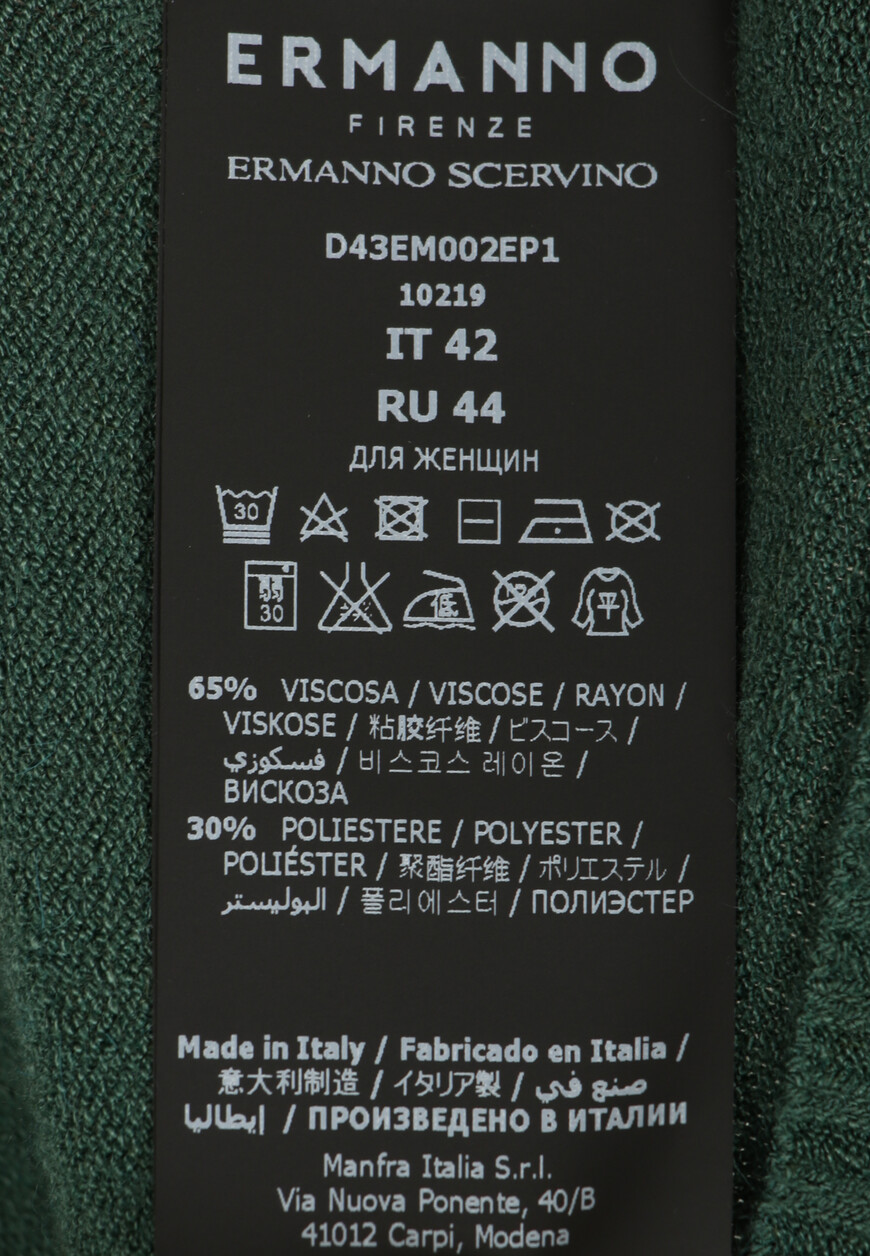 ERMANNO
FIRENZE
ERMANNO SCERVINO
D43EM002EP1
10219
IT 42
RU 44
ДЛЯ ЖЕНЩИН
30
弱
30
低
平
65% VISCOSA / VISCOSE / RAYON /
VISKOSE / 粘胶纤维 / ビスコース /
فسكوزي / 비스코스 레이온 /
ВИСКОЗА
30% POLIESTERE / POLYESTER /
POLIÉSTER / 聚酯纤维 / ポリエステル /
البوليستر / 폴리에스터 / ПОЛИЭСТЕР
Made in Italy / Fabricado en Italia /
意大利制造 / イタリア製 / صنع في
إيطاليا / ПРОИЗВЕДЕНО В ИТАЛИИ
Manfra Italia S.r.l.
Via Nuova Ponente, 40/B
41012 Carpi, Modena